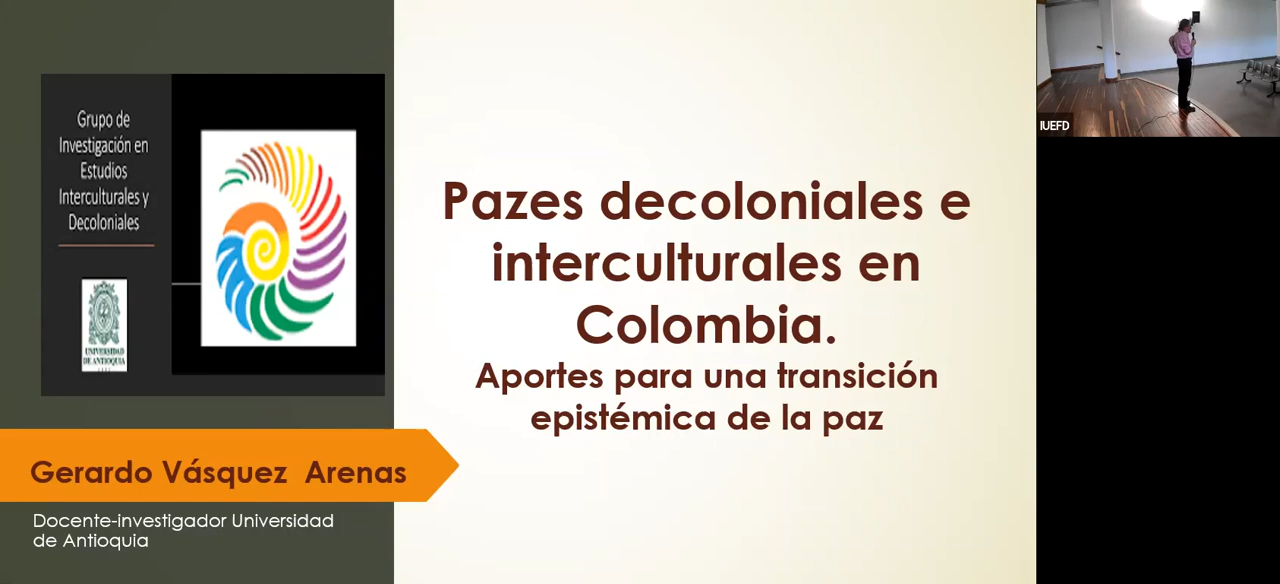 Grupo de
Investigación en
Estudios
Interculturales y
Decoloniales
UNIVERSIDAD
DE ANTIOQUIA
Pazes decoloniales e
interculturales en
Colombia.
Aportes para una transición
epistémica de la paz
Gerardo Vásquez Arenas
Docente-investigador Universidad
de Antioquia
IUEFD